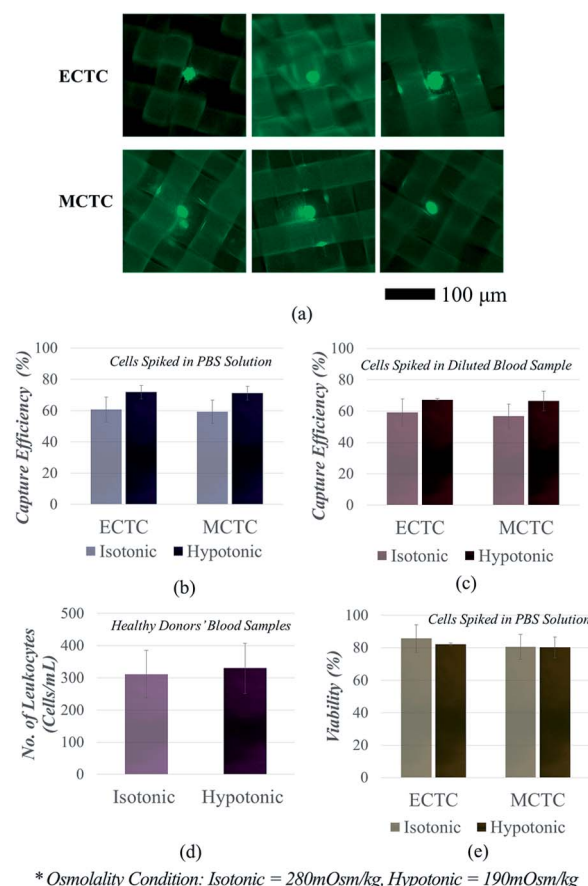 ECTC
MCTC
100 μm
(a)
Cells Spiked in PBS Solution
Capture Efficiency (%)
100
80
60
40
20
0
ECTC MCTC
Isotonic Hypotonic
(b)
Cells Spiked in Diluted Blood Sample
Capture Efficiency (%)
100
80
60
40
20
0
ECTC MCTC
Isotonic Hypotonic
(c)
Healthy Donors' Blood Samples
No. of Leukocytes
(Cells/mL)
500
400
300
200
100
0
Isotonic Hypotonic
(d)
Cells Spiked in PBS Solution
Viability (%)
100
80
60
40
20
0
ECTC MCTC
Isotonic Hypotonic
(e)
* Osmolality Condition: Isotonic = 280mOsm/kg, Hypotonic = 190mOsm/kg